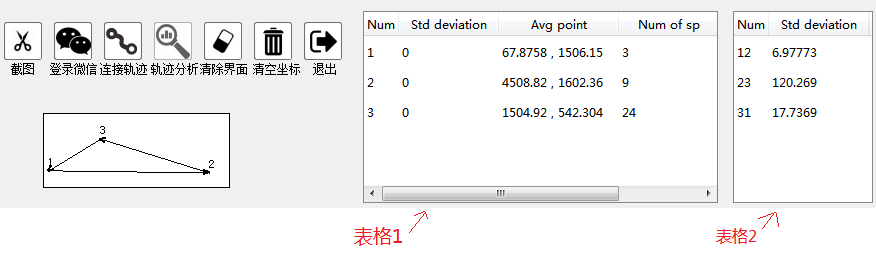 截图 登录微信 连接轨迹 轨迹分析 清除界面 清空坐标 退出
3
1
2
Num Std deviation Avg point Num of sp
1 0 67.8758 , 1506.15 3
2 0 4508.82 , 1602.36 9
3 0 1504.92 , 542.304 24
Num Std deviation
12 6.97773
23 120.269
31 17.7369
表格1
表格2